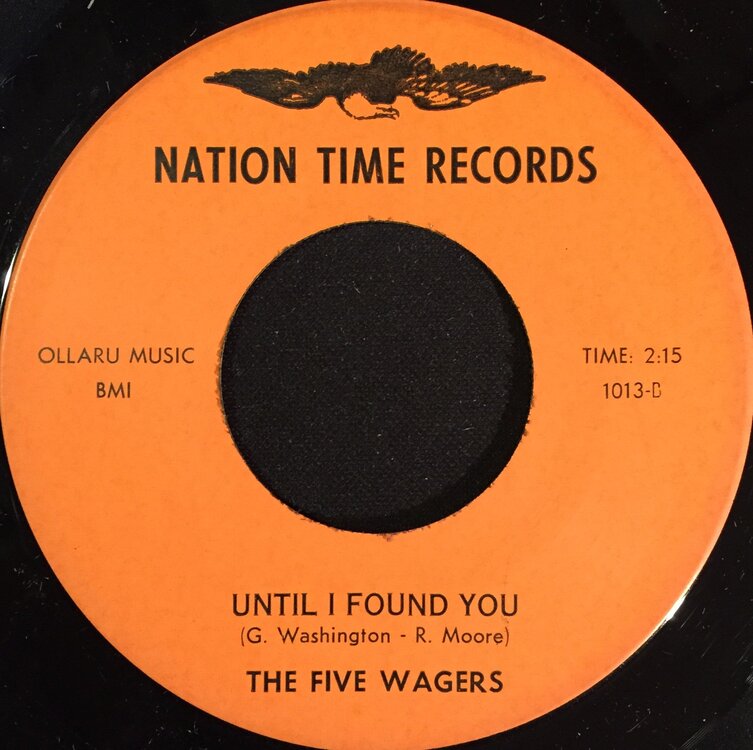 NATION TIME RECORDS
OLLARU MUSIC
BMI
TIME: 2:15
1013-B
UNTIL I FOUND YOU
(G. Washington - R. Moore)
THE FIVE WAGERS